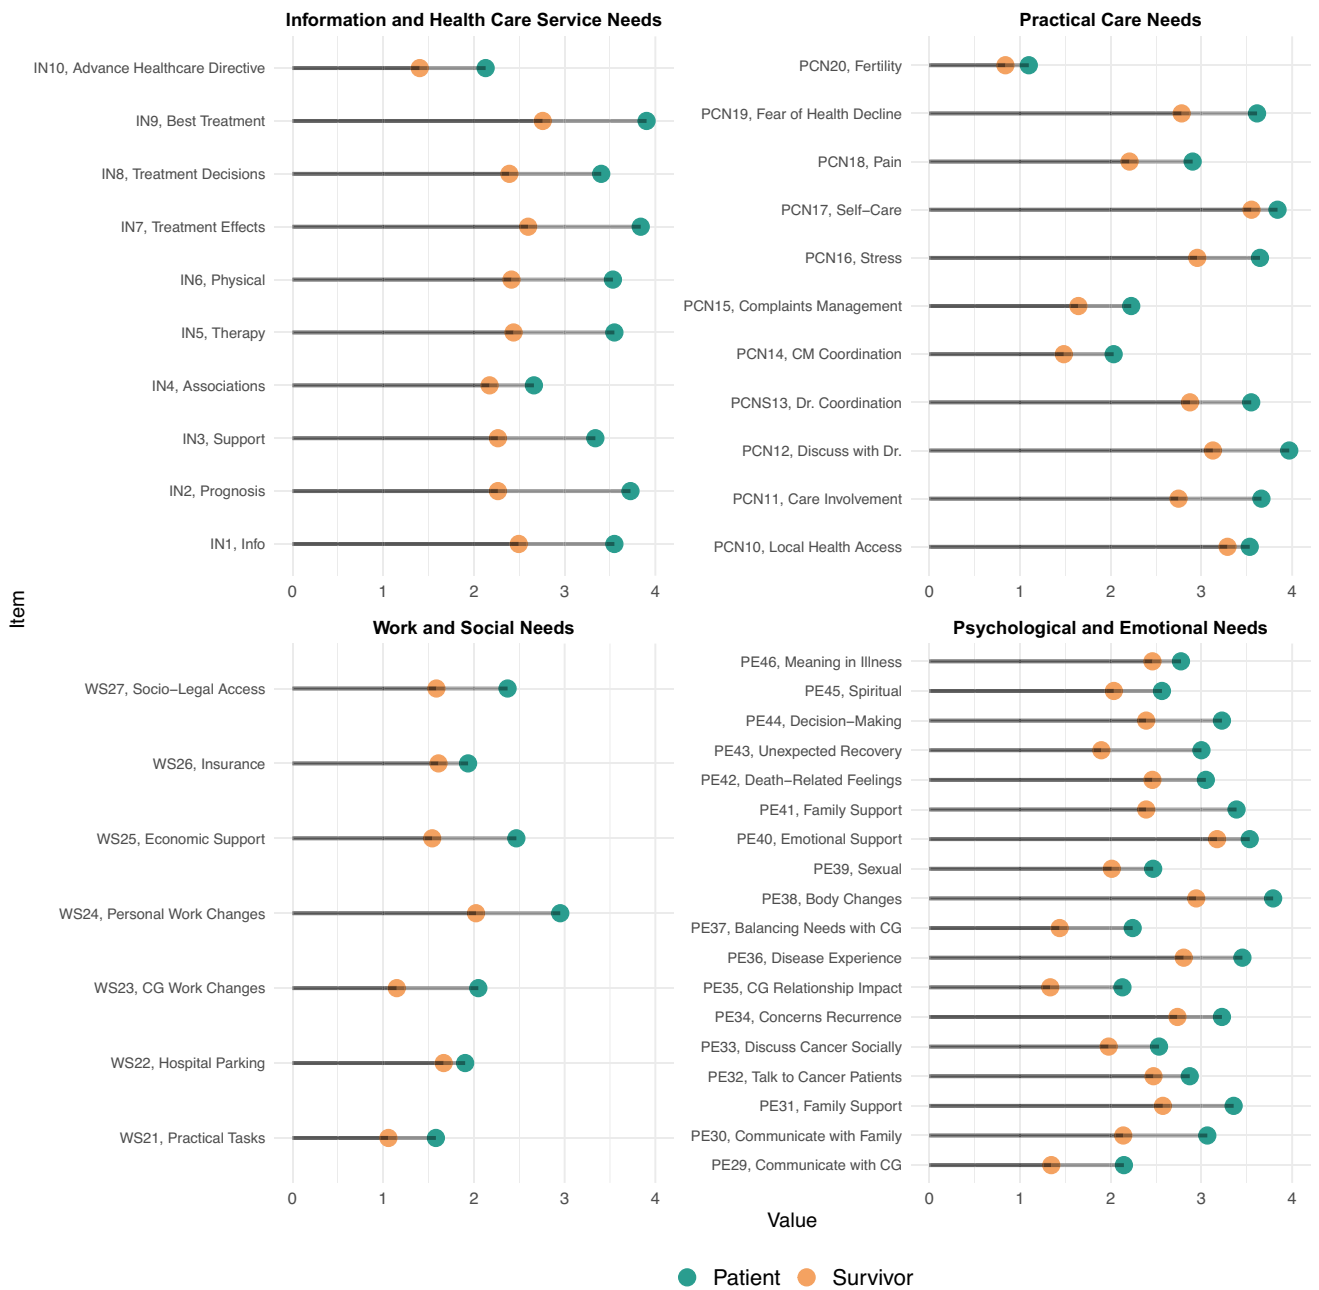 Information and Health Care Service Needs
IN10, Advance Healthcare Directive
IN9, Best Treatment
IN8, Treatment Decisions
IN7, Treatment Effects
IN6, Physical
IN5, Therapy
IN4, Associations
IN3, Support
IN2, Prognosis
IN1, Info
0 1 2 3 4
Practical Care Needs
PCN20, Fertility
PCN19, Fear of Health Decline
PCN18, Pain
PCN17, Self−Care
PCN16, Stress
PCN15, Complaints Management
PCN14, CM Coordination
PCNS13, Dr. Coordination
PCN12, Discuss with Dr.
PCN11, Care Involvement
PCN10, Local Health Access
0 1 2 3 4
Item
Work and Social Needs
WS27, Socio−Legal Access
WS26, Insurance
WS25, Economic Support
WS24, Personal Work Changes
WS23, CG Work Changes
WS22, Hospital Parking
WS21, Practical Tasks
0 1 2 3 4
Psychological and Emotional Needs
PE46, Meaning in Illness
PE45, Spiritual
PE44, Decision−Making
PE43, Unexpected Recovery
PE42, Death−Related Feelings
PE41, Family Support
PE40, Emotional Support
PE39, Sexual
PE38, Body Changes
PE37, Balancing Needs with CG
PE36, Disease Experience
PE35, CG Relationship Impact
PE34, Concerns Recurrence
PE33, Discuss Cancer Socially
PE32, Talk to Cancer Patients
PE31, Family Support
PE30, Communicate with Family
PE29, Communicate with CG
0 1 2 3 4
Value
Patient Survivor